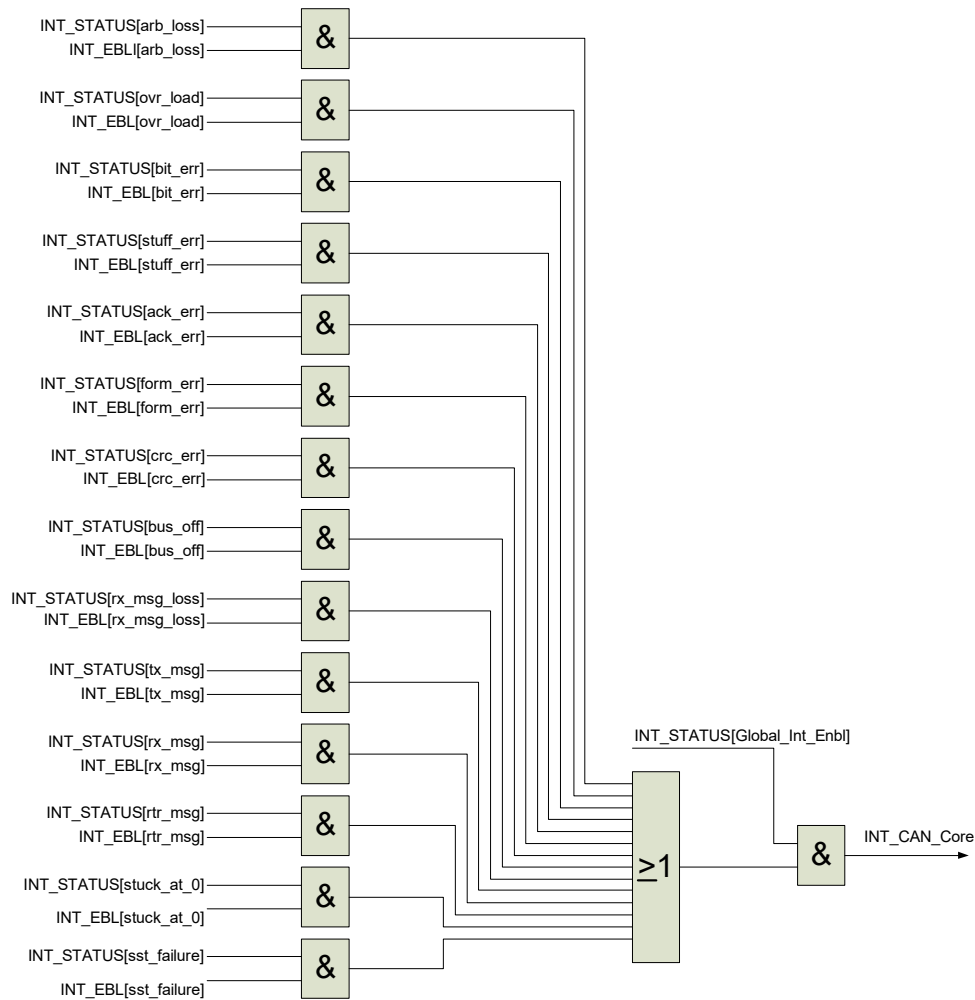 INT_STATUS[arb_loss]
INT_EBLI[arb_loss]
&
INT_STATUS[ovr_load]
INT_EBL[ovr_load]
&
INT_STATUS[bit_err]
INT_EBL[bit_err]
&
INT_STATUS[stuff_err]
INT_EBL[stuff_err]
&
INT_STATUS[ack_err]
INT_EBL[ack_err]
&
INT_STATUS[form_err]
INT_EBL[form_err]
&
INT_STATUS[crc_err]
INT_EBL[crc_err]
&
INT_STATUS[bus_off]
INT_EBL[bus_off]
&
INT_STATUS[rx_msg_loss]
INT_EBL[rx_msg_loss]
&
INT_STATUS[tx_msg]
INT_EBL[tx_msg]
&
INT_STATUS[rx_msg]
INT_EBL[rx_msg]
&
INT_STATUS[rtr_msg]
INT_EBL[rtr_msg]
&
INT_STATUS[stuck_at_0]
INT_EBL[stuck_at_0]
&
INT_STATUS[sst_failure]
INT_EBL[sst_failure]
&
INT_STATUS[Global_Int_Enbl]
≥1
&
INT_CAN_Core